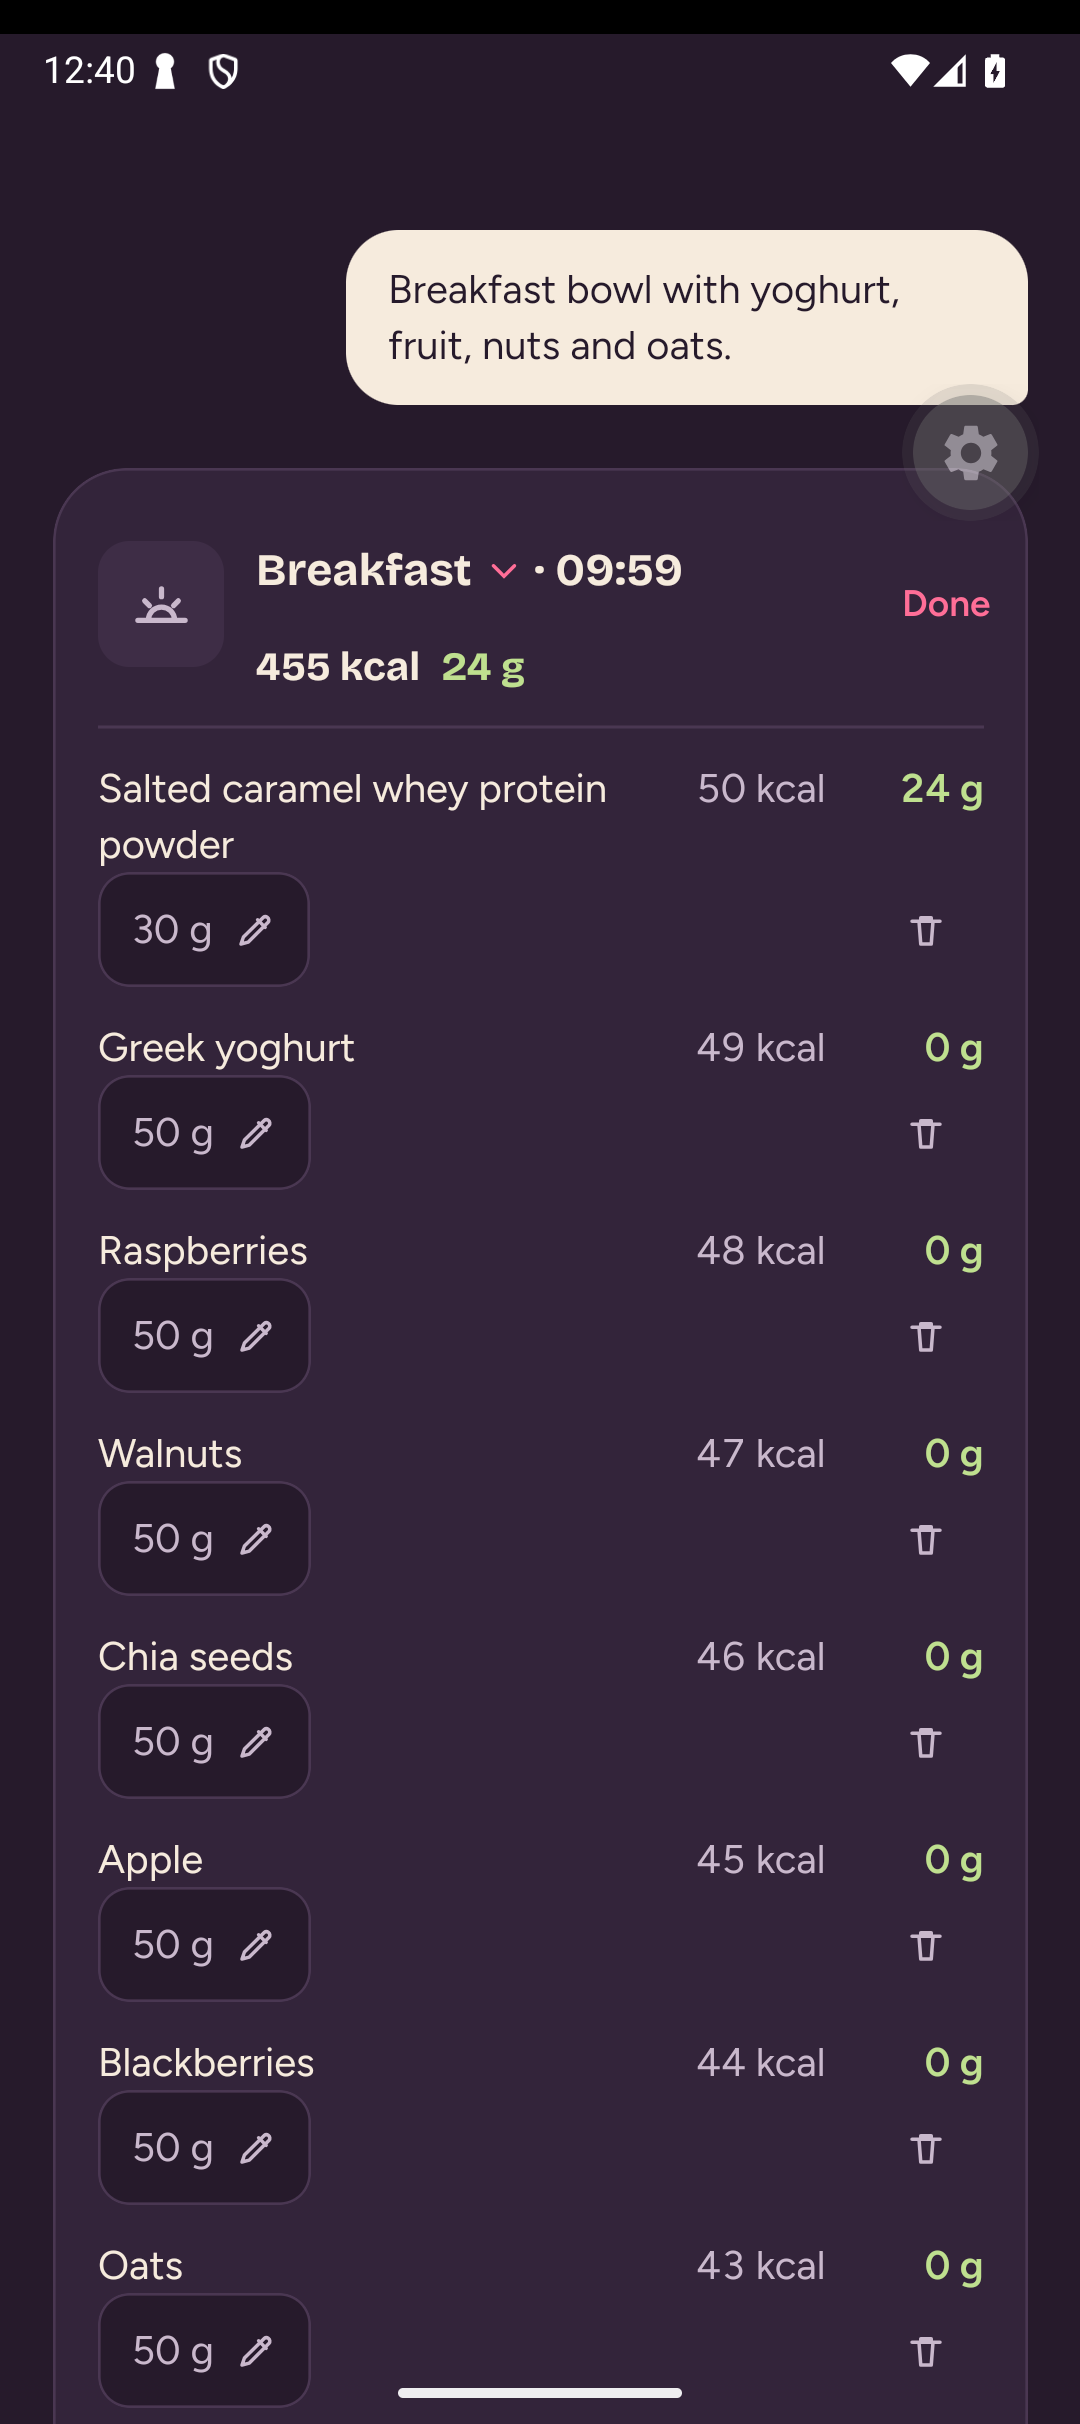 12:40
Breakfast bowl with yoghurt,
fruit, nuts and oats.
Breakfast · 09:59
Done
455 kcal 24 g
Salted caramel whey protein 50 kcal 24 g
powder
30 g
Greek yoghurt 49 kcal 0 g
50 g
Raspberries 48 kcal 0 g
50 g
Walnuts 47 kcal 0 g
50 g
Chia seeds 46 kcal 0 g
50 g
Apple 45 kcal 0 g
50 g
Blackberries 44 kcal 0 g
50 g
Oats 43 kcal 0 g
50 g